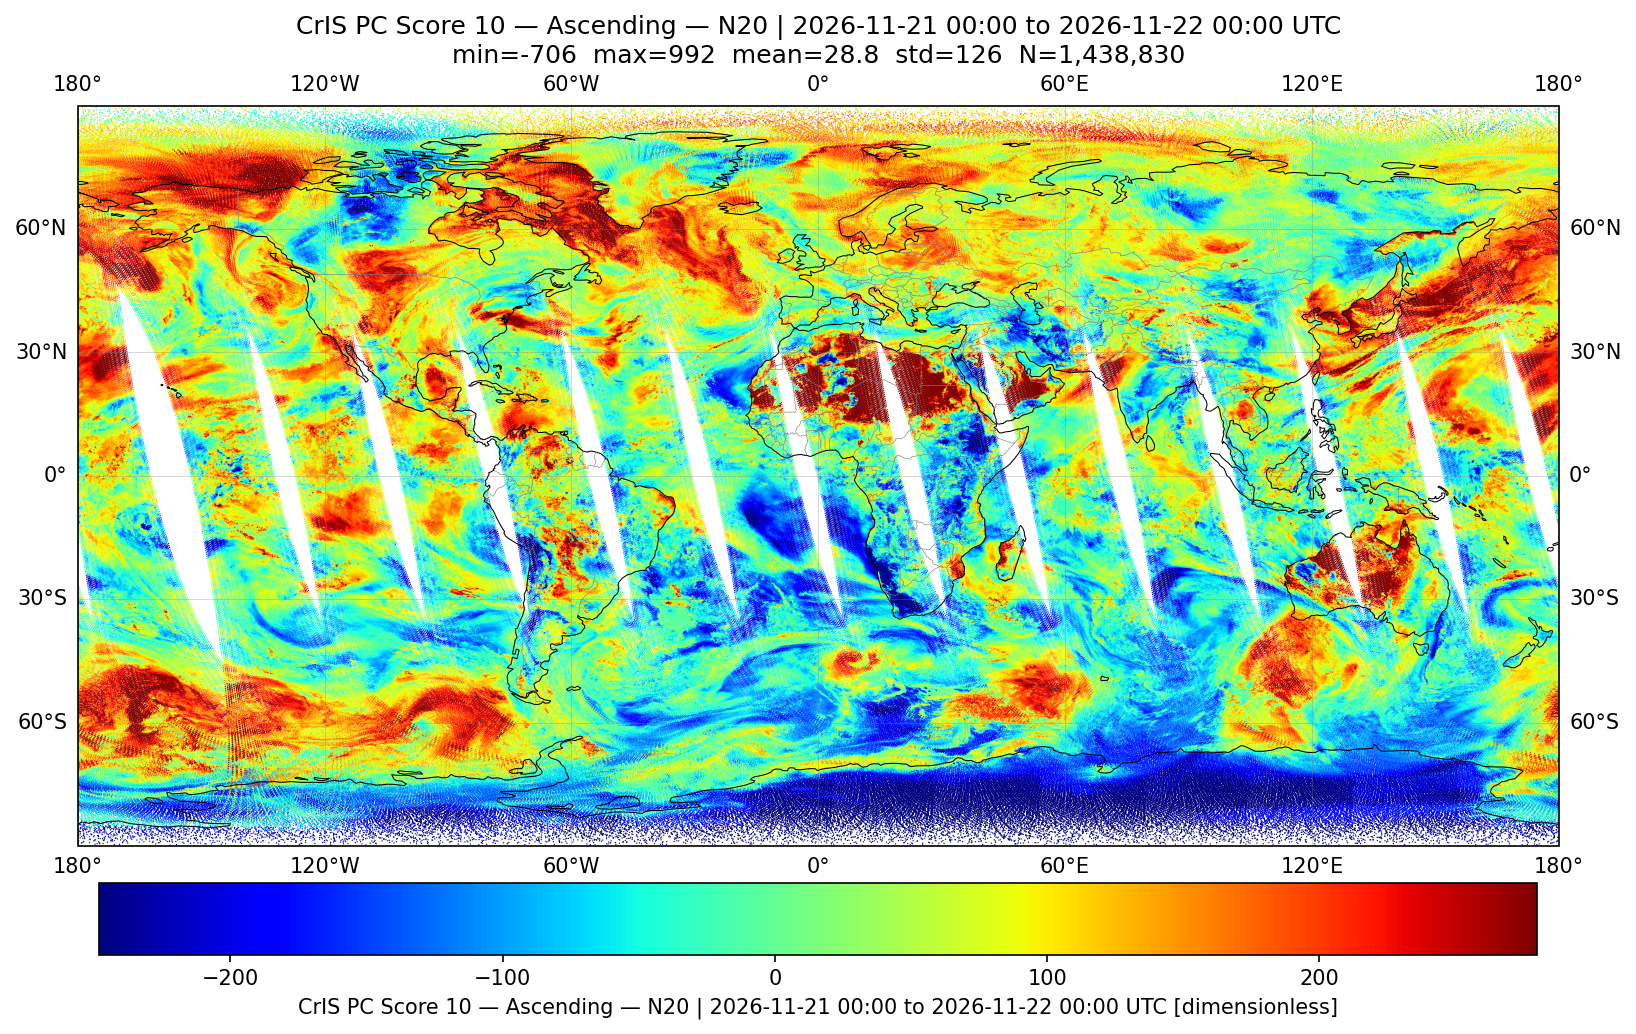 CrIS PC Score 10 — Ascending — N20 | 2026-11-21 00:00 to 2026-11-22 00:00 UTC
min=-706 max=992 mean=28.8 std=126 N=1,438,830
180° 120°W 60°W 0° 60°E 120°E 180°
60°N 60°N
30°N 30°N
0° 0°
30°S 30°S
60°S 60°S
180° 120°W 60°W 0° 60°E 120°E 180°
−200 −100 0 100 200
CrIS PC Score 10 — Ascending — N20 | 2026-11-21 00:00 to 2026-11-22 00:00 UTC [dimensionless]